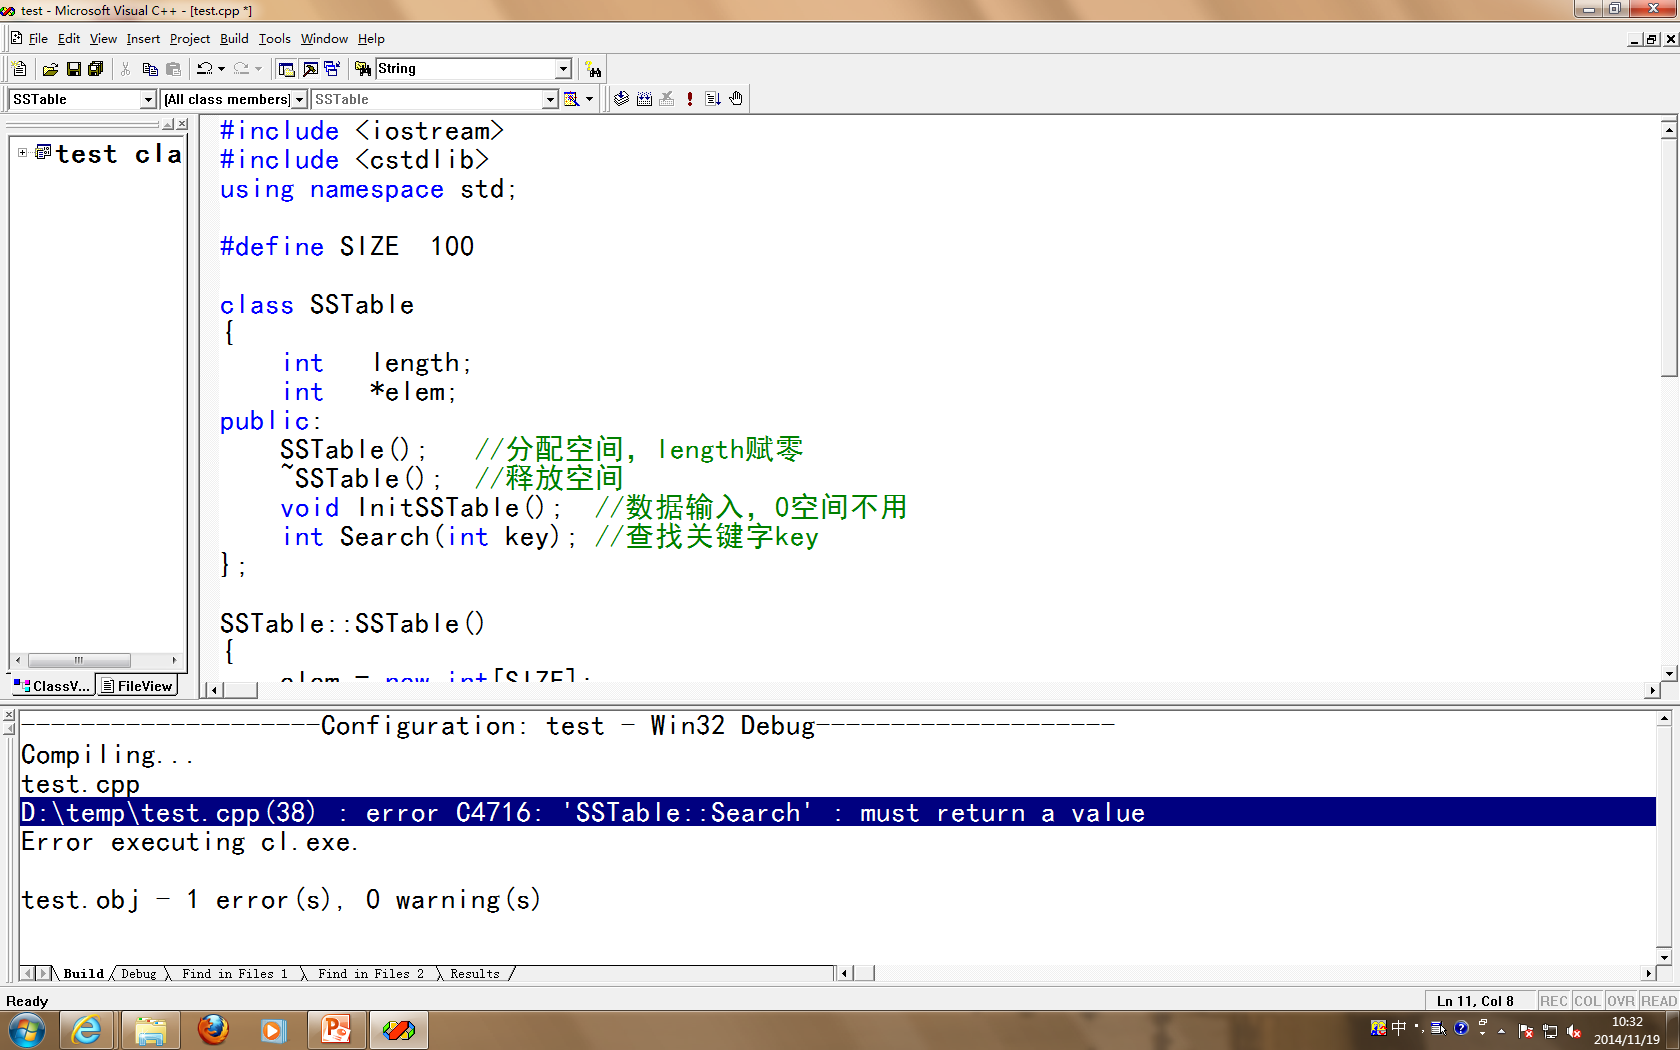 test - Microsoft Visual C++ - [test.cpp *]
File Edit View Insert Project Build Tools Window Help
String
SSTable [All class members] SSTable
test cla
ClassV... FileView
#include <iostream>
#include <cstdlib>
using namespace std;
#define SIZE  100
class SSTable
{
    int   length;
    int   *elem;
public:
    SSTable();   //分配空间，length赋零
    ~SSTable();  //释放空间
    void InitSSTable();  //数据输入，0空间不用
    int Search(int key); //查找关键字key
};
SSTable::SSTable()
{
    elem = new int[SIZE];
--------------------Configuration: test - Win32 Debug--------------------
Compiling...
test.cpp
D:\temp\test.cpp(38) : error C4716: 'SSTable::Search' : must return a value
Error executing cl.exe.
test.obj - 1 error(s), 0 warning(s)
Build Debug Find in Files 1 Find in Files 2 Results
Ready
Ln 11, Col 8 REC COL OVR READ
中
10:32
2014/11/19